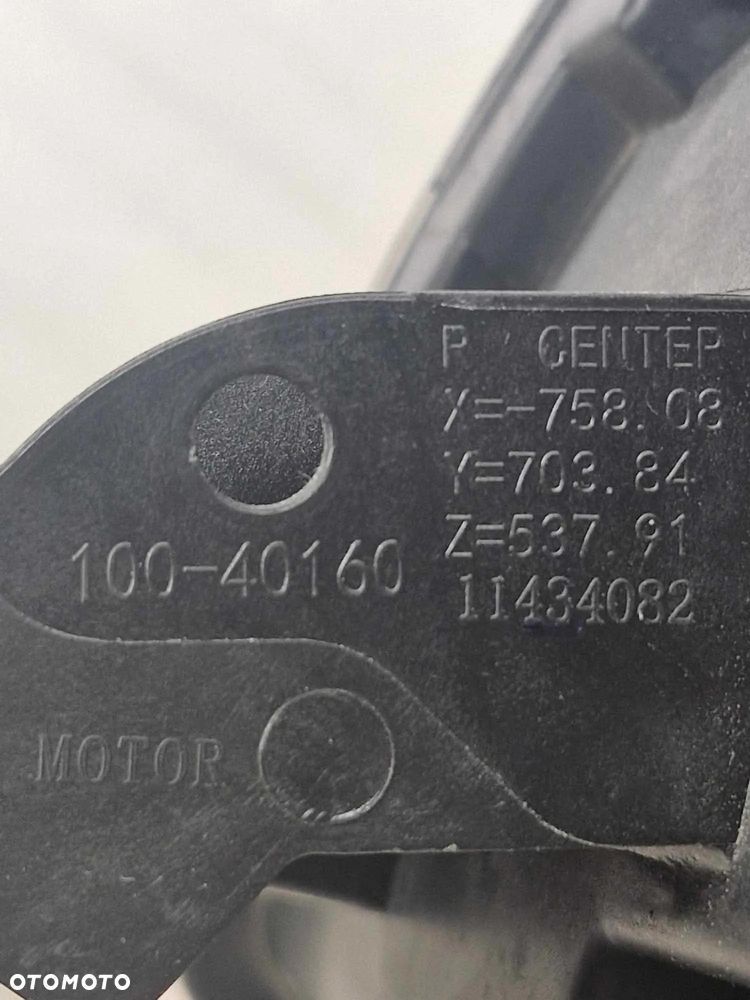 P CENTEP
X=-758.08
Y=703.84
Z=537.91
100-40160
11434082
MOTOR
OTOMOTO